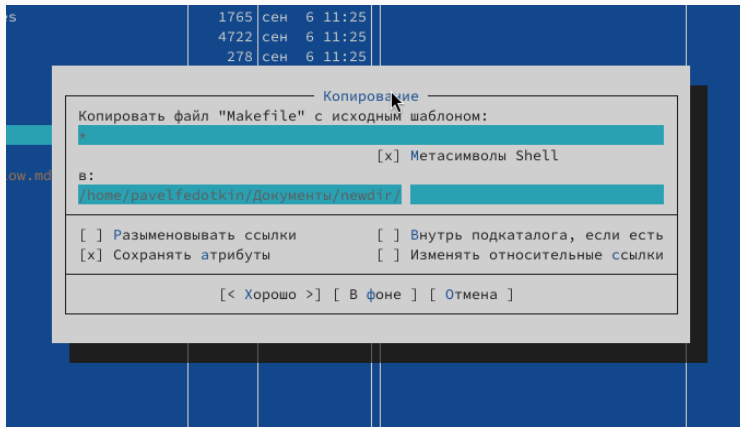 s 1765 сен 6 11:25
4722 сен 6 11:25
278 сен 6 11:25
Копирование
Копировать файл "Makefile" с исходным шаблоном:
*
[x] Метасимволы Shell
low.md
в:
/home/pavelfedotkin/Документы/newdir/
[ ] Разыменовывать ссылки [ ] Внутрь подкаталога, если есть
[x] Сохранять атрибуты [ ] Изменять относительные ссылки
[< Хорошо >] [ В фоне ] [ Отмена ]